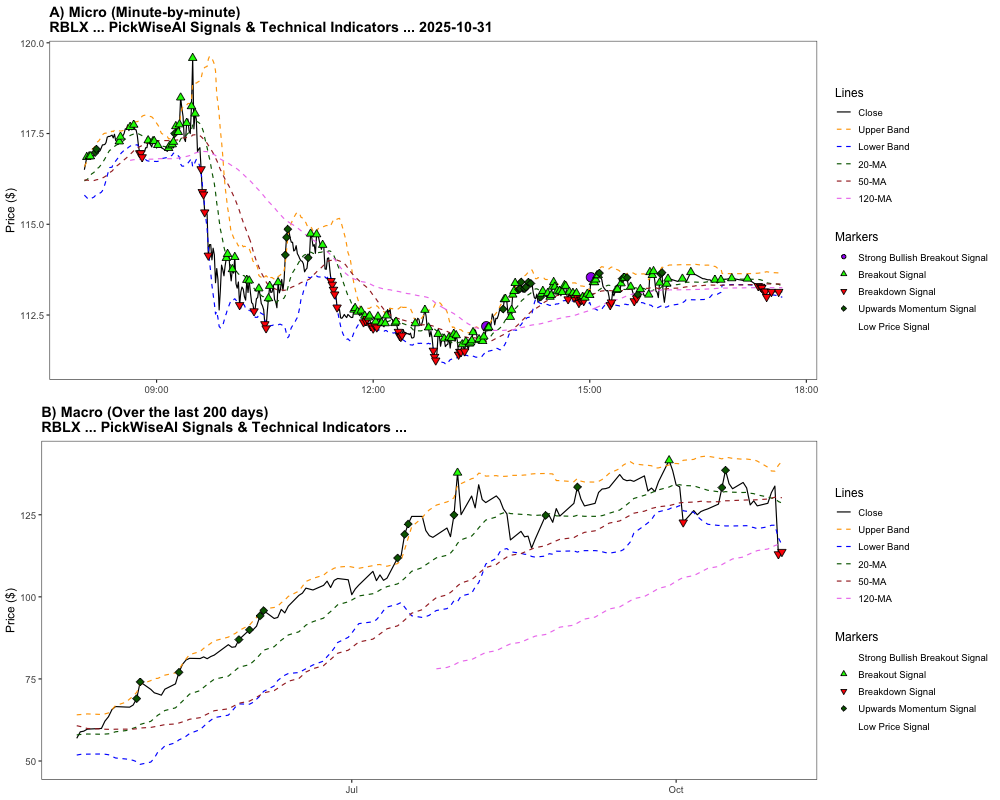 A) Micro (Minute-by-minute)
RBLX ... PickWiseAI Signals & Technical Indicators ... 2025-10-31
Price ($)
120.0
117.5
115.0
112.5
09:00
12:00
15:00
18:00
Lines
Close
Upper Band
Lower Band
20-MA
50-MA
120-MA
Markers
Strong Bullish Breakout Signal
Breakout Signal
Breakdown Signal
Upwards Momentum Signal
Low Price Signal
B) Macro (Over the last 200 days)
RBLX ... PickWiseAI Signals & Technical Indicators ...
Price ($)
125
100
75
50
Jul
Oct
Lines
Close
Upper Band
Lower Band
20-MA
50-MA
120-MA
Markers
Strong Bullish Breakout Signal
Breakout Signal
Breakdown Signal
Upwards Momentum Signal
Low Price Signal